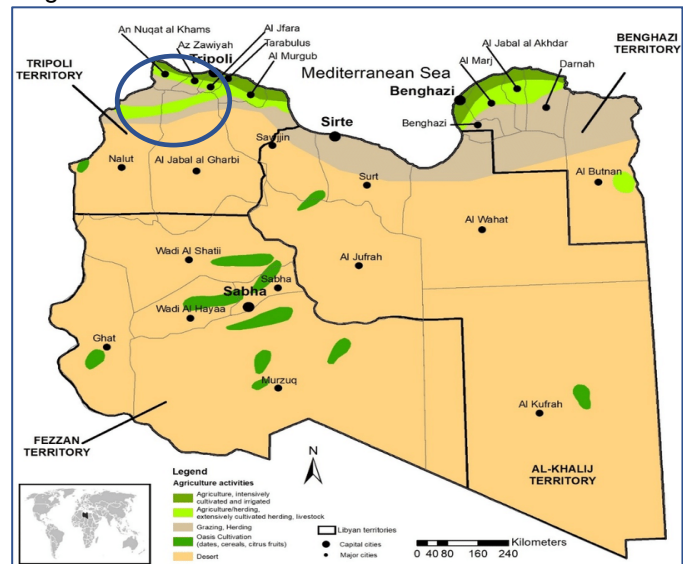 An Nuqat al Khams
Az Zawiyah
Tripoli
Al Jfara
Tarabulus
Al Murgub
TRIPOLI
TERRITORY
Mediterranean Sea
Al Jabal al Akhdar
Al Marj
Darnah
BENGHAZI
TERRITORY
Benghazi
Benghazi
Sirte
Sawfjin
Nalut
Al Jabal al Gharbi
Surt
Al Butnan
Al Wahat
Wadi Al Shatii
Al Jufrah
Sabha
Sabha
Wadi Al Hayaa
Ghat
Murzuq
Al Kufrah
FEZZAN
TERRITORY
AL-KHALIJ
TERRITORY
N
Legend
Agriculture activities
Agriculture, intensively
cultivated and irrigated
Agriculture/herding,
extensively cultivated herding, livestock
Grazing, Herding
Oasis Cultivation
(dates, cereals, citrus fruits)
Desert
Libyan territories
Capital cities
Major cities
Kilometers
0 40 80 160 240